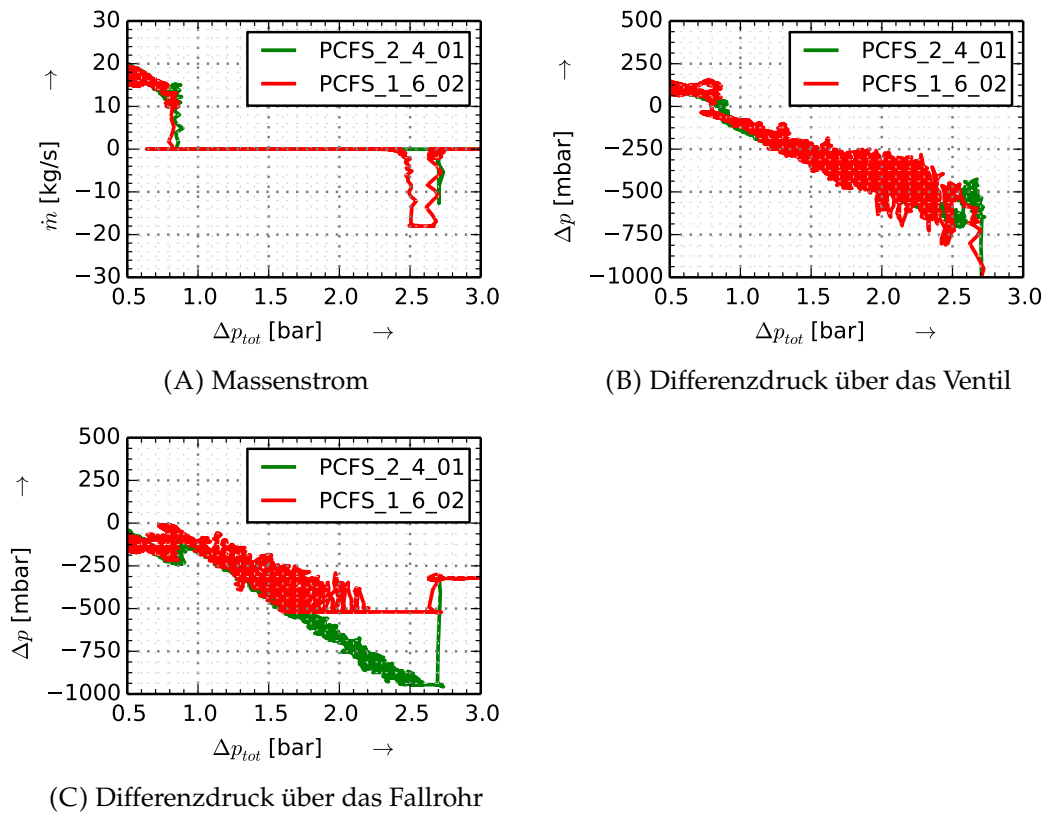 30
20
10
0
−10
−20
−30
ṁ [kg/s] →
PCFS_2_4_01
PCFS_1_6_02
0.5 1.0 1.5 2.0 2.5 3.0
Δp_tot [bar] →
(A) Massenstrom
500
250
0
−250
−500
−750
−1000
Δp [mbar] →
PCFS_2_4_01
PCFS_1_6_02
0.5 1.0 1.5 2.0 2.5 3.0
Δp_tot [bar] →
(B) Differenzdruck über das Ventil
500
250
0
−250
−500
−750
−1000
Δp [mbar] →
PCFS_2_4_01
PCFS_1_6_02
0.5 1.0 1.5 2.0 2.5 3.0
Δp_tot [bar] →
(C) Differenzdruck über das Fallrohr